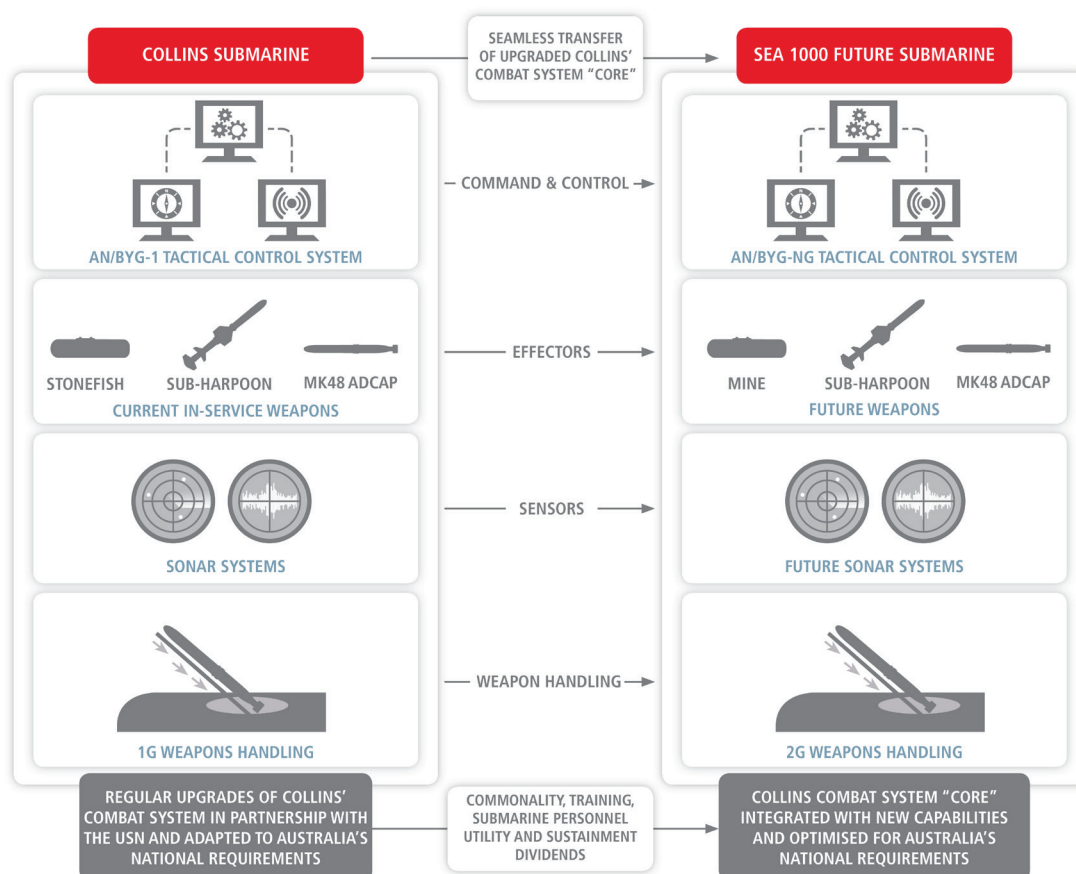 COLLINS SUBMARINE
SEAMLESS TRANSFER
OF UPGRADED COLLINS'
COMBAT SYSTEM "CORE"
SEA 1000 FUTURE SUBMARINE
AN/BYG-1 TACTICAL CONTROL SYSTEM
COMMAND & CONTROL
AN/BYG-NG TACTICAL CONTROL SYSTEM
STONEFISH
SUB-HARPOON
MK48 ADCAP
CURRENT IN-SERVICE WEAPONS
EFFECTORS
MINE
SUB-HARPOON
MK48 ADCAP
FUTURE WEAPONS
SONAR SYSTEMS
SENSORS
FUTURE SONAR SYSTEMS
1G WEAPONS HANDLING
WEAPON HANDLING
2G WEAPONS HANDLING
REGULAR UPGRADES OF COLLINS'
COMBAT SYSTEM IN PARTNERSHIP WITH
THE USN AND ADAPTED TO AUSTRALIA'S
NATIONAL REQUIREMENTS
COMMONALITY, TRAINING,
SUBMARINE PERSONNEL
UTILITY AND SUSTAINMENT
DIVIDENDS
COLLINS COMBAT SYSTEM "CORE"
INTEGRATED WITH NEW CAPABILITIES
AND OPTIMISED FOR AUSTRALIA'S
NATIONAL REQUIREMENTS